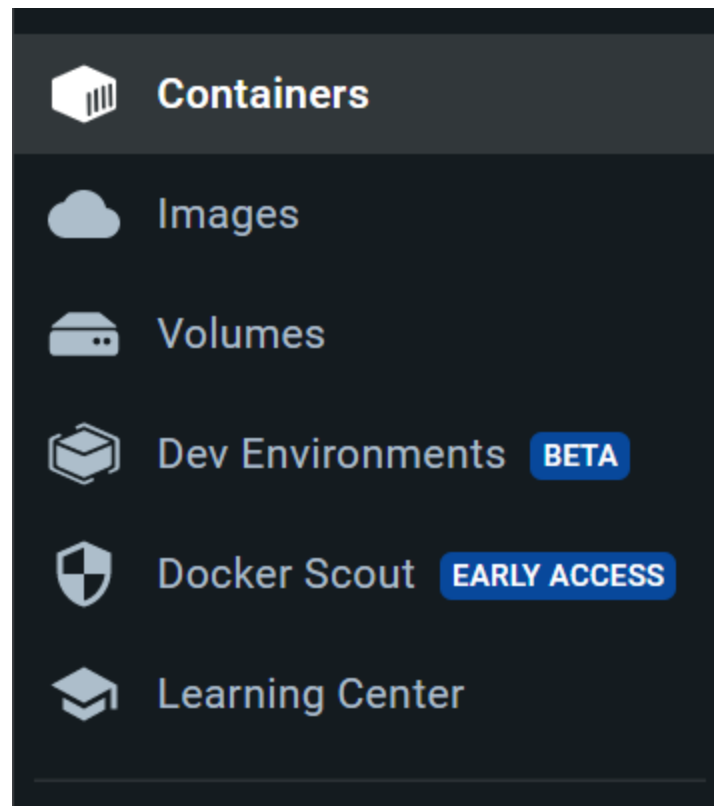 Containers
Images
Volumes
Dev Environments BETA
Docker Scout EARLY ACCESS
Learning Center